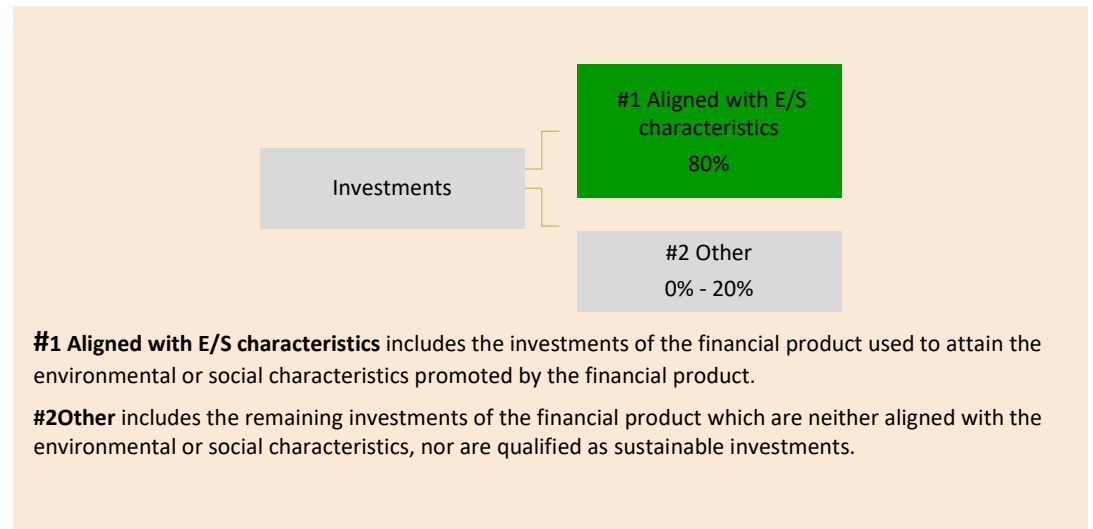 #1 Aligned with E/S
characteristics
80%
Investments
#2 Other
0% - 20%
#1 Aligned with E/S characteristics includes the investments of the financial product used to attain the
environmental or social characteristics promoted by the financial product.
#2Other includes the remaining investments of the financial product which are neither aligned with the
environmental or social characteristics, nor are qualified as sustainable investments.